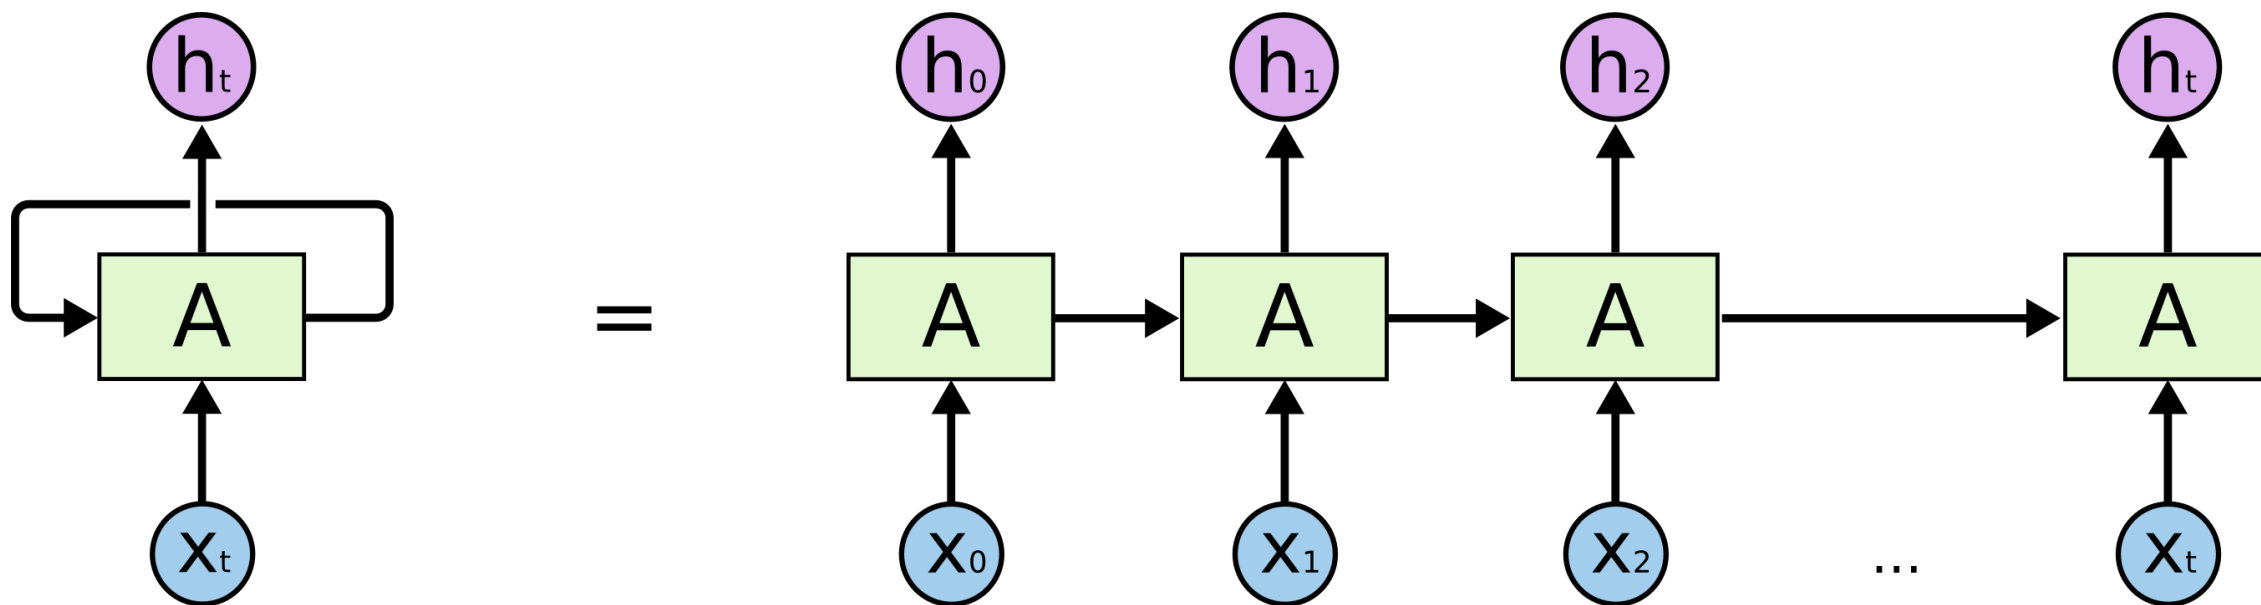 hₜ h₀ h₁ h₂ hₜ
A = A A A A
xₜ x₀ x₁ x₂ ... xₜ